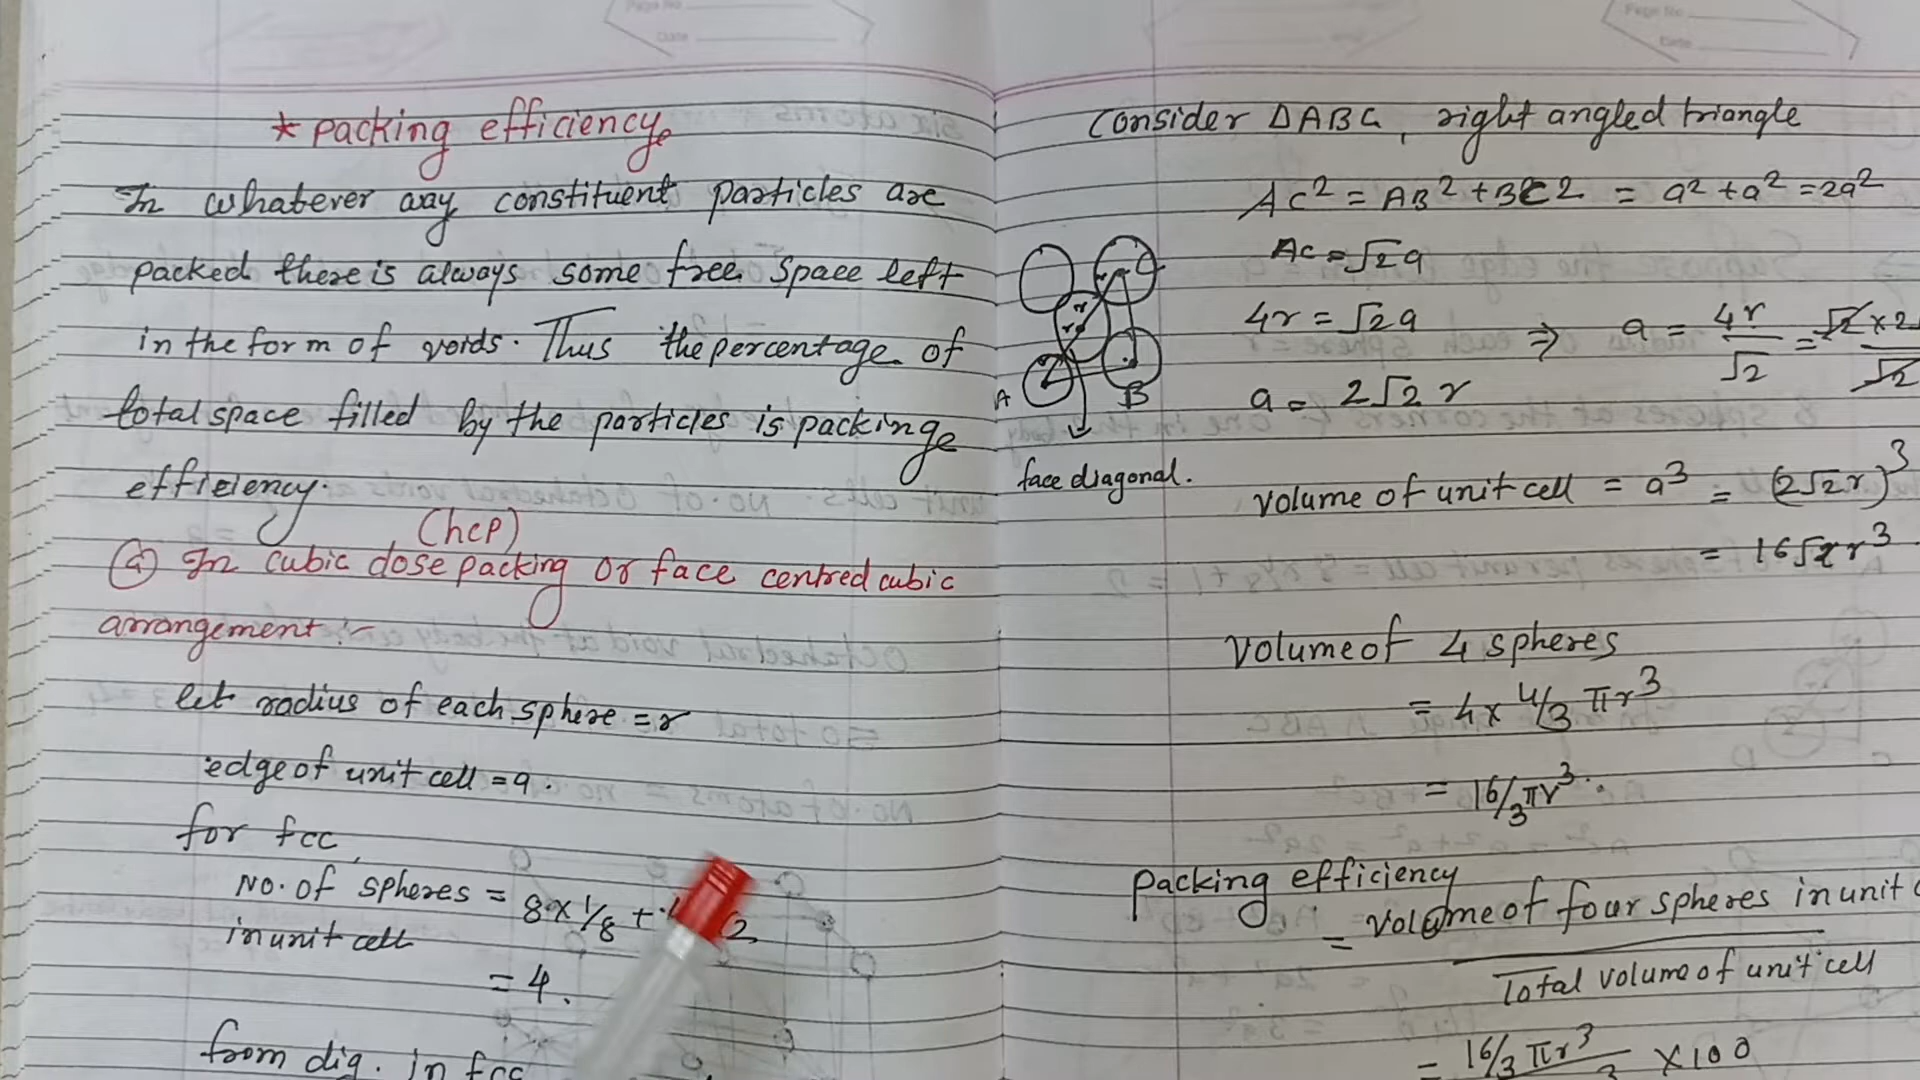 * Packing efficiency
In whatever way constituent particles are
packed there is always some free space left
in the form of voids. Thus the percentage of
total space filled by the particles is packinge
efficiency.
(hcp)
(a) In cubic close packing or face centred cubic
arrangement :-
let radius of each sphere = r
edge of unit cell = a.
for fcc,
No. of spheres = 8 x 1/8 +
in unit cell
= 4.
from dig. in fcc
Consider ΔABC, right angled triangle
AC2 = AB2 + BC2 = a2 + a2 = 2a2
AC = √2a
4r = √2a ⇒ a = 4r/√2 = √2 x 2/√2
a = 2√2 r
C
r
r
A
B
face diagonal.
Volume of unit cell = a3 = (2√2r)3
= 16√2r3
Volume of 4 spheres
= 4 x 4/3 πr3
= 16/3 πr3.
Packing efficiency
= Volume of four spheres in unit
Total volume of unit cell
= 16/3 πr3 x 100